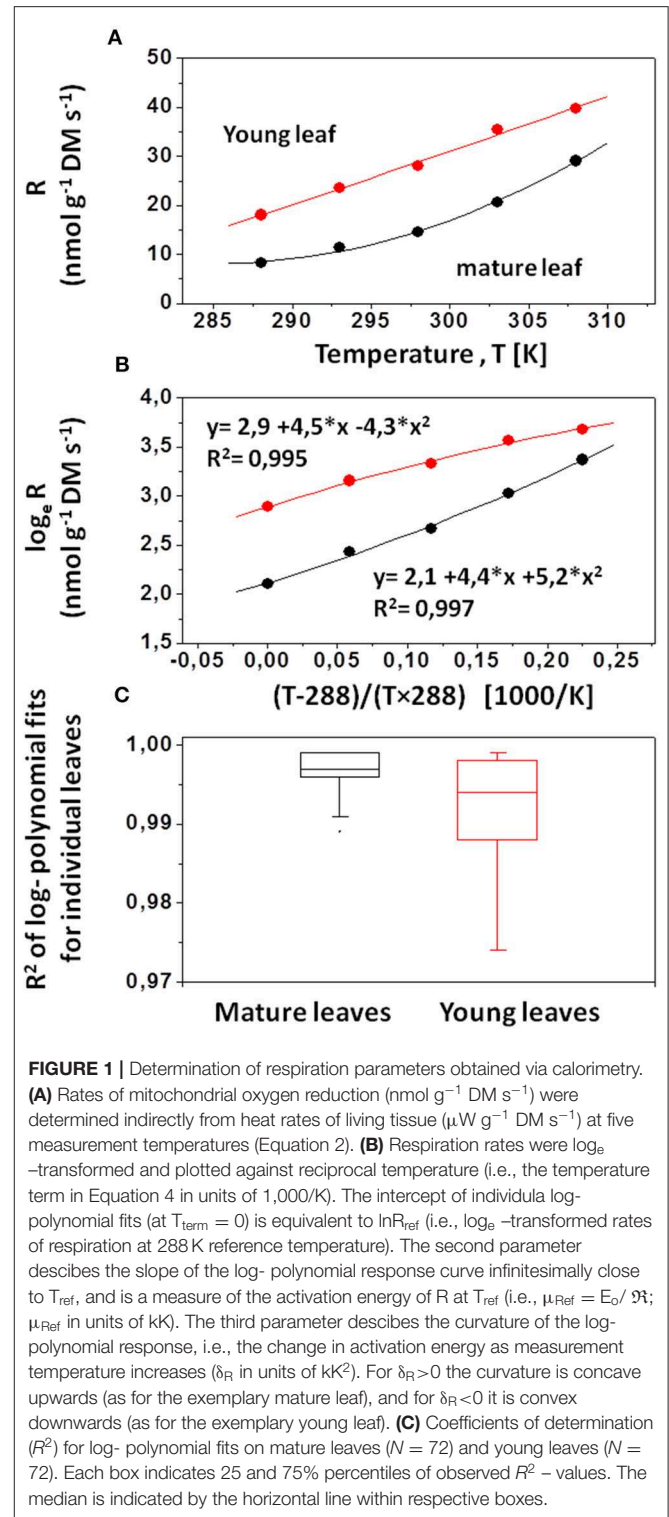 A
50
40
30
20
10
0
R
(nmol g⁻¹ DM s⁻¹)
Young leaf
mature leaf
285 290 295 300 305 310
Temperature , T [K]
B
4,0
3,5
3,0
2,5
2,0
1,5
logₑ R
(nmol g⁻¹ DM s⁻¹)
y= 2,9 +4,5*x -4,3*x²
R²= 0,995
y= 2,1 +4,4*x +5,2*x²
R²= 0,997
-0,05 0,00 0,05 0,10 0,15 0,20 0,25
(T-288)/(T×288) [1000/K]
C
1,00
0,99
0,98
0,97
R² of log- polynomial fits
for individual leaves
Mature leaves Young leaves
FIGURE 1 | Determination of respiration parameters obtained via calorimetry.
(A) Rates of mitochondrial oxygen reduction (nmol g⁻¹ DM s⁻¹) were
determined indirectly from heat rates of living tissue (μW g⁻¹ DM s⁻¹) at five
measurement temperatures (Equation 2). (B) Respiration rates were logₑ
–transformed and plotted against reciprocal temperature (i.e., the temperature
term in Equation 4 in units of 1,000/K). The intercept of individula log-
polynomial fits (at Tterm = 0) is equivalent to lnRref (i.e., logₑ –transformed rates
of respiration at 288 K reference temperature). The second parameter
descibes the slope of the log- polynomial response curve infinitesimally close
to Tref, and is a measure of the activation energy of R at Tref (i.e., μRef = Eo/ ℜ;
μRef in units of kK). The third parameter descibes the curvature of the log-
polynomial response, i.e., the change in activation energy as measurement
temperature increases (δR in units of kK²). For δR>0 the curvature is concave
upwards (as for the exemplary mature leaf), and for δR<0 it is convex
downwards (as for the exemplary young leaf). (C) Coefficients of determination
(R²) for log- polynomial fits on mature leaves (N = 72) and young leaves (N =
72). Each box indicates 25 and 75% percentiles of observed R² – values. The
median is indicated by the horizontal line within respective boxes.